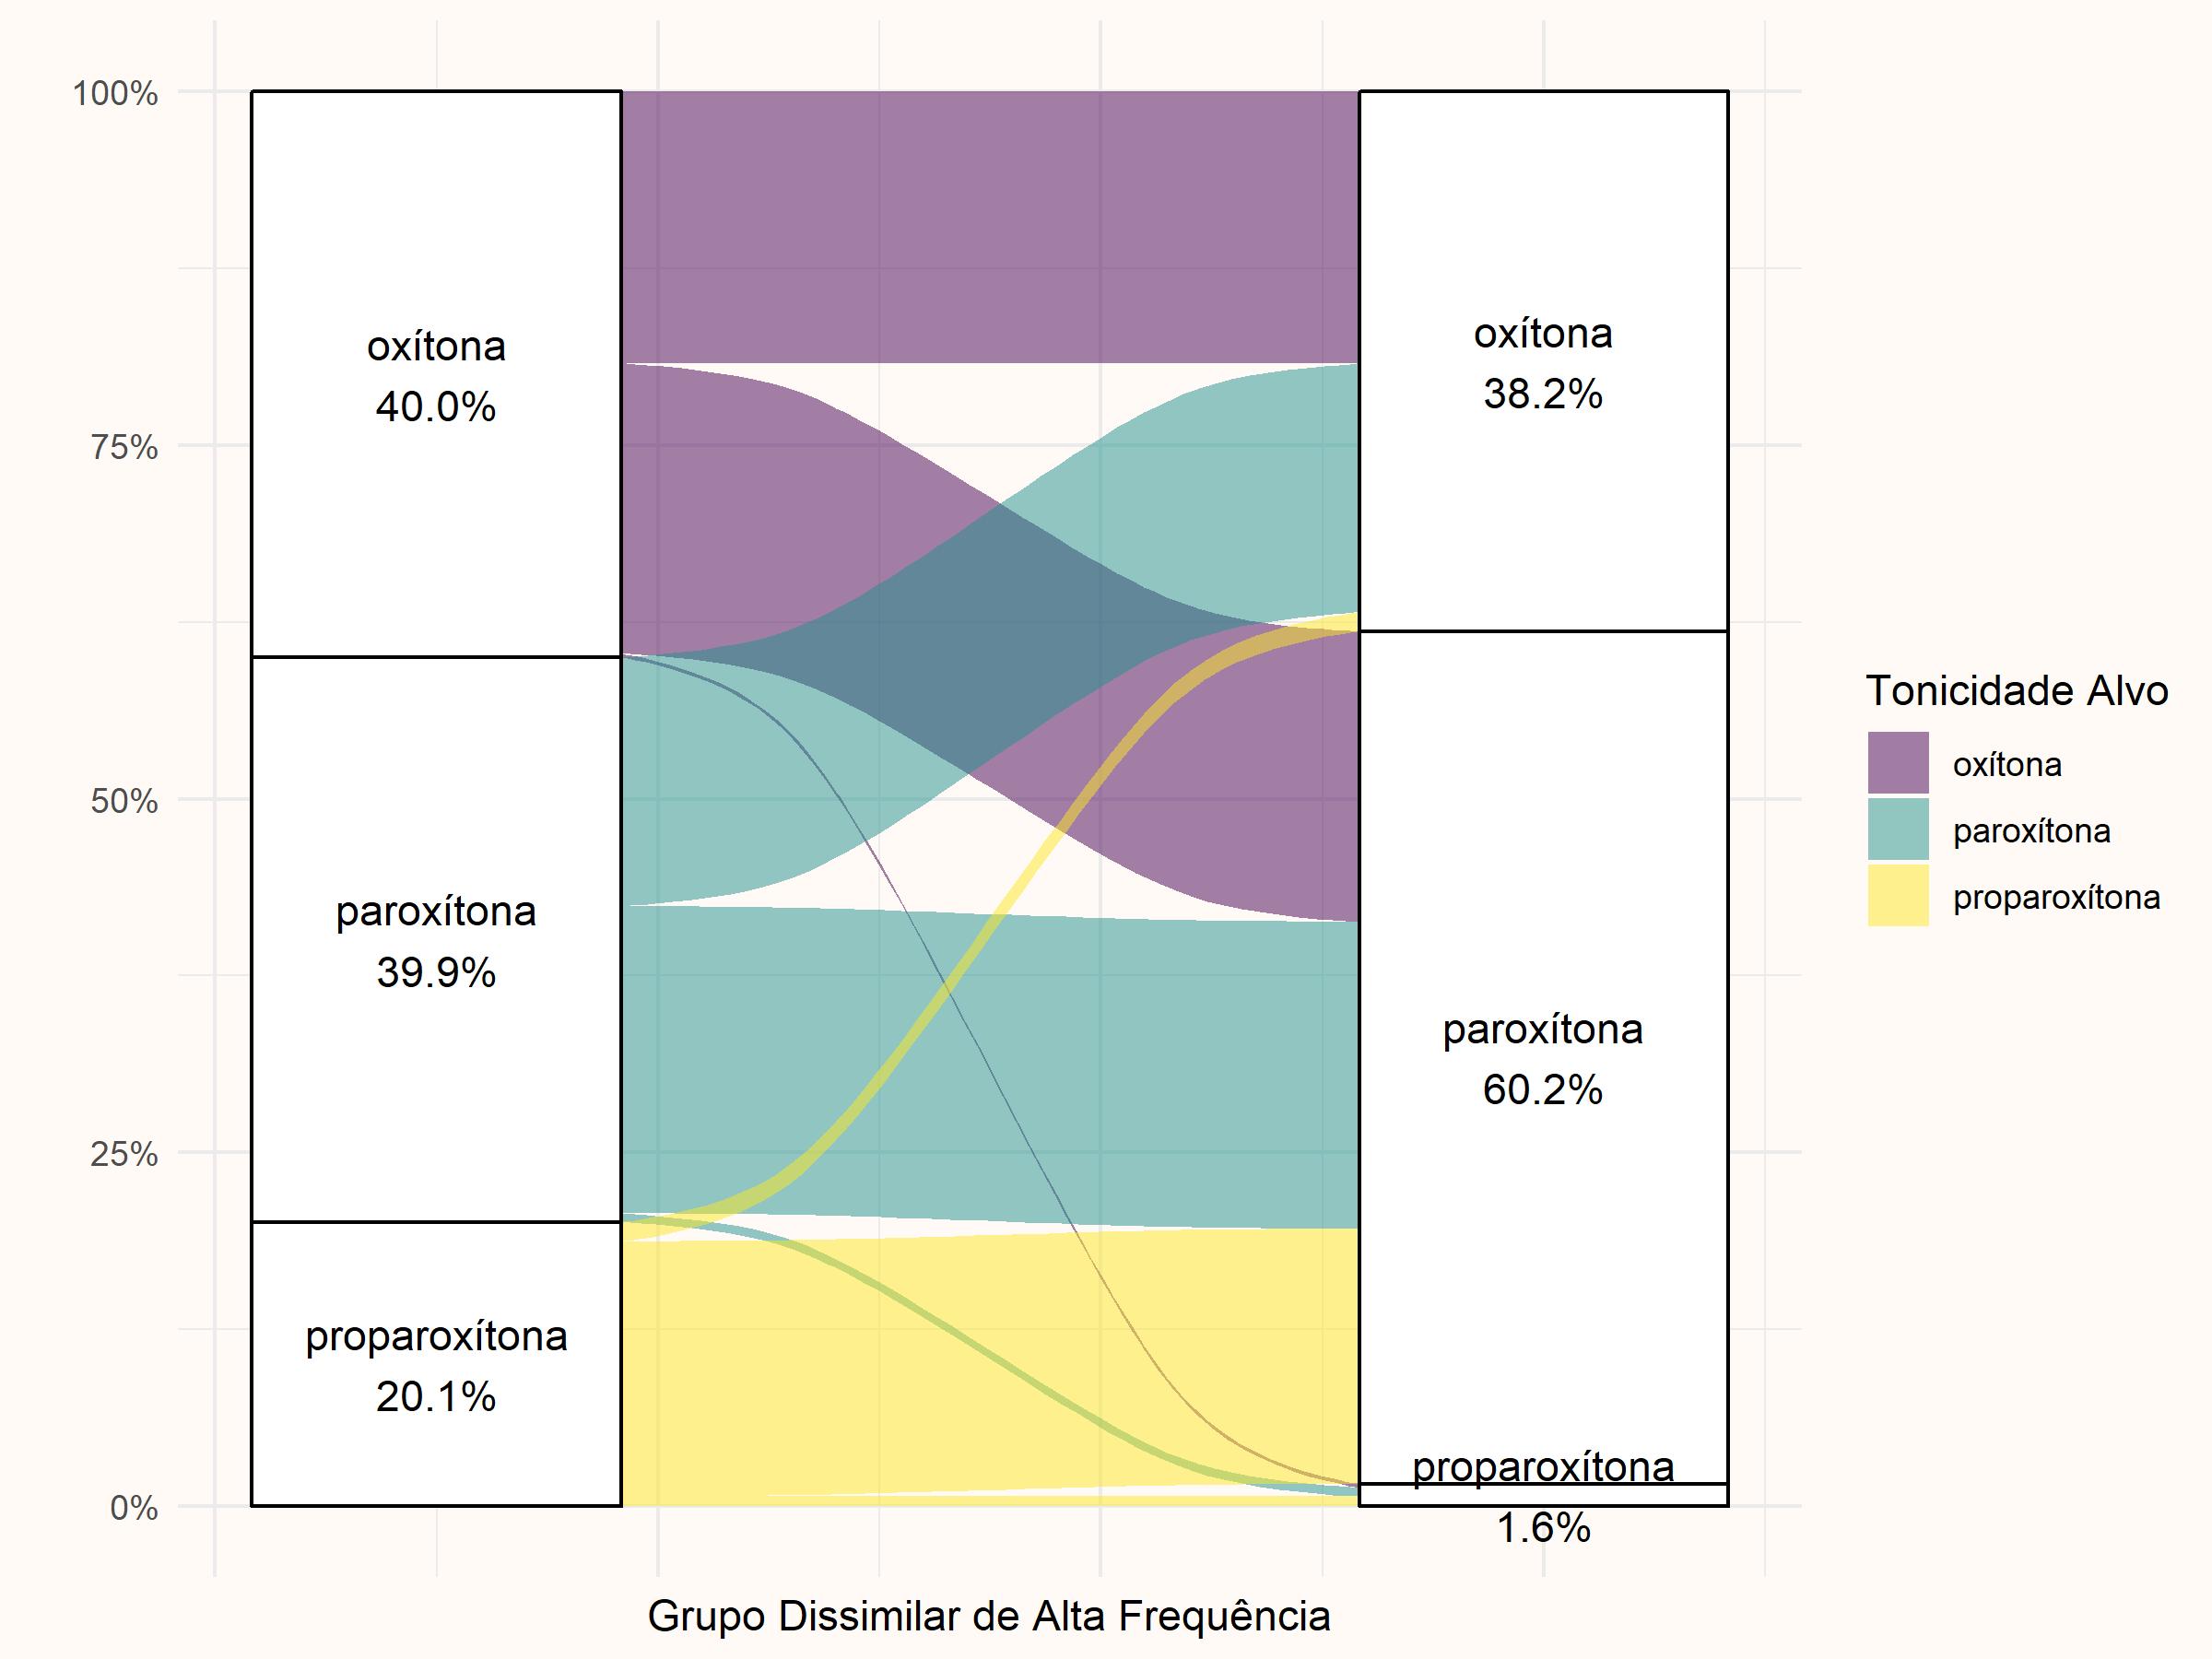 100%
75%
50%
25%
0%
oxítona
40.0%
paroxítona
39.9%
proparoxítona
20.1%
oxítona
38.2%
paroxítona
60.2%
proparoxítona
1.6%
Tonicidade Alvo
oxítona
paroxítona
proparoxítona
Grupo Dissimilar de Alta Frequência